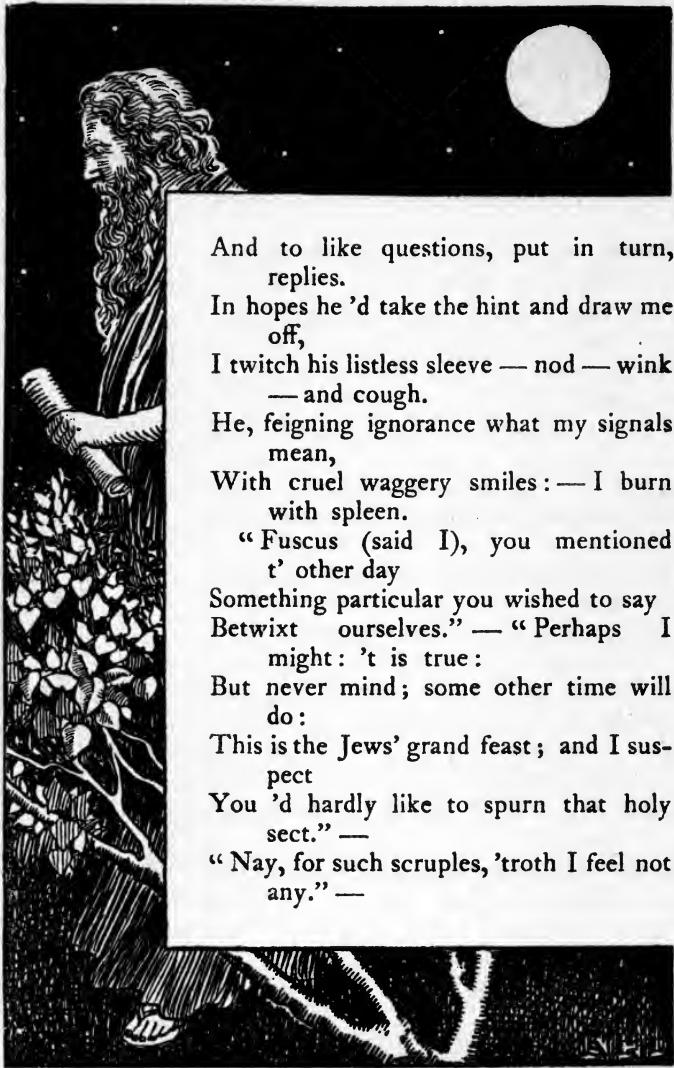 And to like questions, put in turn,
replies.
In hopes he 'd take the hint and draw me
off,
I twitch his listless sleeve — nod — wink
— and cough.
He, feigning ignorance what my signals
mean,
With cruel waggery smiles : — I burn
with spleen.
“ Fuscus (said I), you mentioned
t' other day
Something particular you wished to say
Betwixt ourselves.” — “ Perhaps I
might : 't is true :
But never mind ; some other time will
do :
This is the Jews' grand feast ; and I sus-
pect
You 'd hardly like to spurn that holy
sect.” —
“ Nay, for such scruples, 'troth I feel not
any.” —